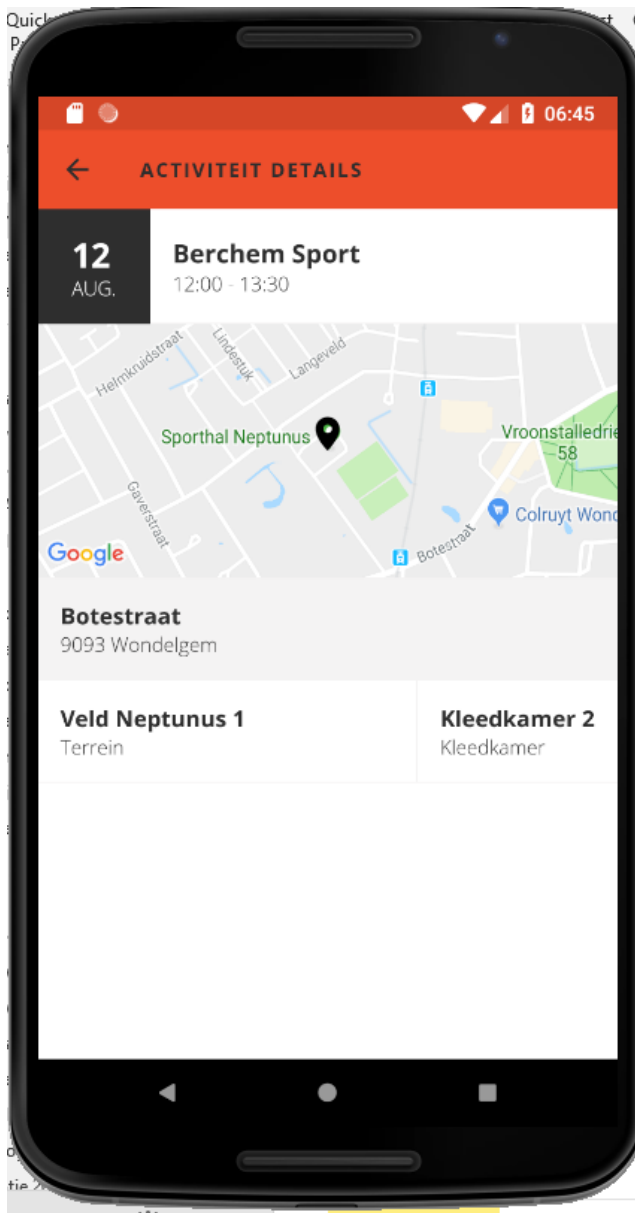 06:45
ACTIVITEIT DETAILS
12
AUG.
Berchem Sport
12:00 - 13:30
Helmkruidstraat
Lindestuk
Langeveld
Sporthal Neptunus
Vroonstalledrie
58
Gaverstraat
Colruyt Wond
Botestraat
Google
Botestraat
9093 Wondelgem
Veld Neptunus 1
Terrein
Kleedkamer 2
Kleedkamer